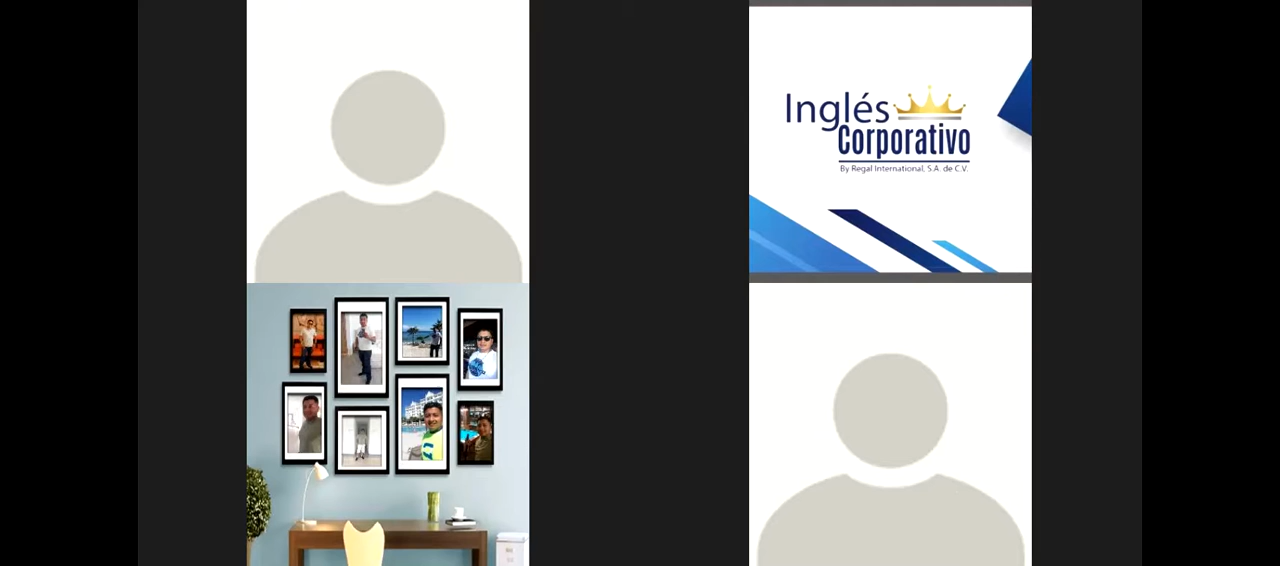 Inglés
Corporativo
By Regal International, S.A. de C.V.